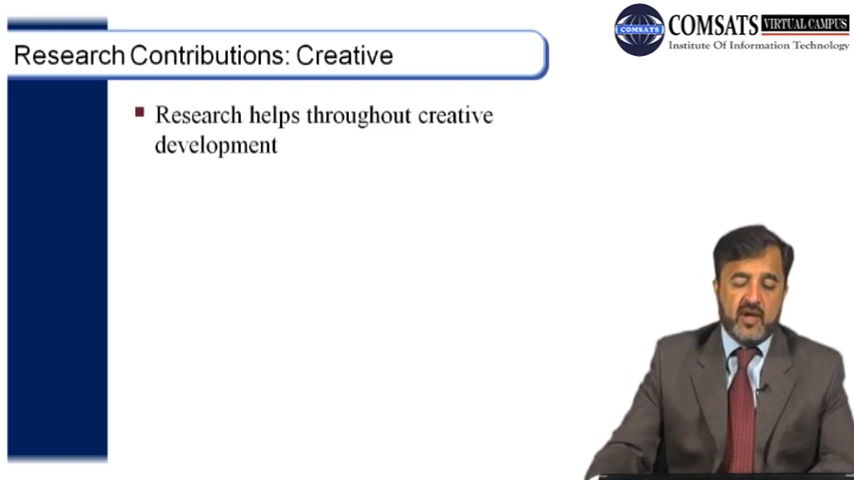 COMSATS VIRTUAL CAMPUS
COMSATS
Institute Of Information Technology
Research Contributions: Creative
Research helps throughout creative
development